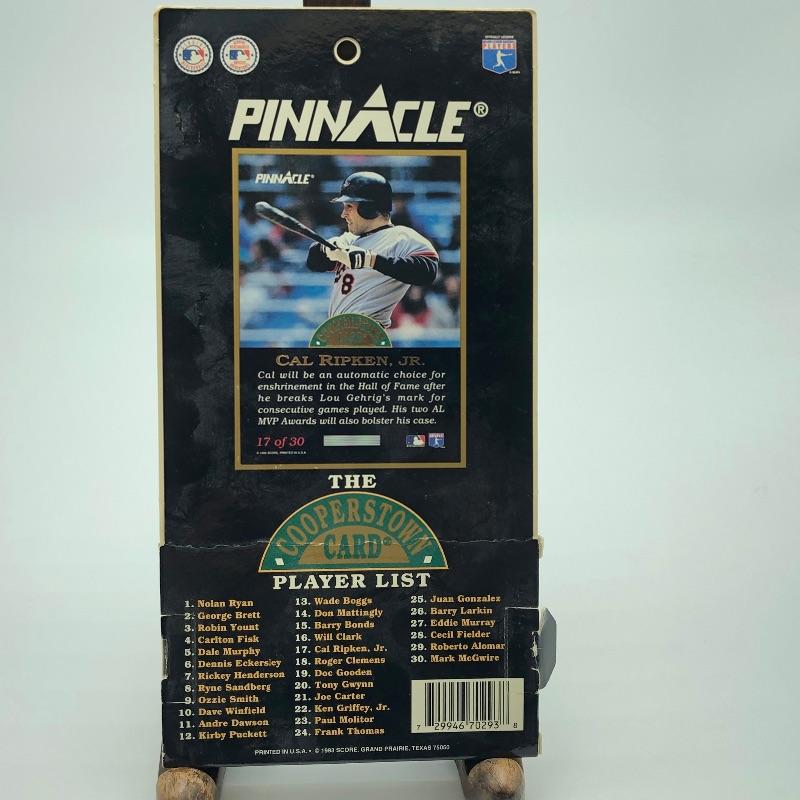 PLAYERS
PINNACLE®
PINNACLE®
8
CAL RIPKEN, JR.
Cal will be an automatic choice for
enshrinement in the Hall of Fame after
he breaks Lou Gehrig's mark for
consecutive games played. His two AL
MVP Awards will also bolster his case.
17 of 30
THE
COOPERSTOWN
CARD®
PLAYER LIST
1. Nolan Ryan
2. George Brett
3. Robin Yount
4. Carlton Fisk
5. Dale Murphy
6. Dennis Eckersley
7. Rickey Henderson
8. Ryne Sandberg
9. Ozzie Smith
10. Dave Winfield
11. Andre Dawson
12. Kirby Puckett
13. Wade Boggs
14. Don Mattingly
15. Barry Bonds
16. Will Clark
17. Cal Ripken, Jr.
18. Roger Clemens
19. Doc Gooden
20. Tony Gwynn
21. Joe Carter
22. Ken Griffey, Jr.
23. Paul Molitor
24. Frank Thomas
25. Juan Gonzalez
26. Barry Larkin
27. Eddie Murray
28. Cecil Fielder
29. Roberto Alomar
30. Mark McGwire
7 29946 70293 8
PRINTED IN U.S.A. • © 1993 SCORE, GRAND PRAIRIE, TEXAS 75050